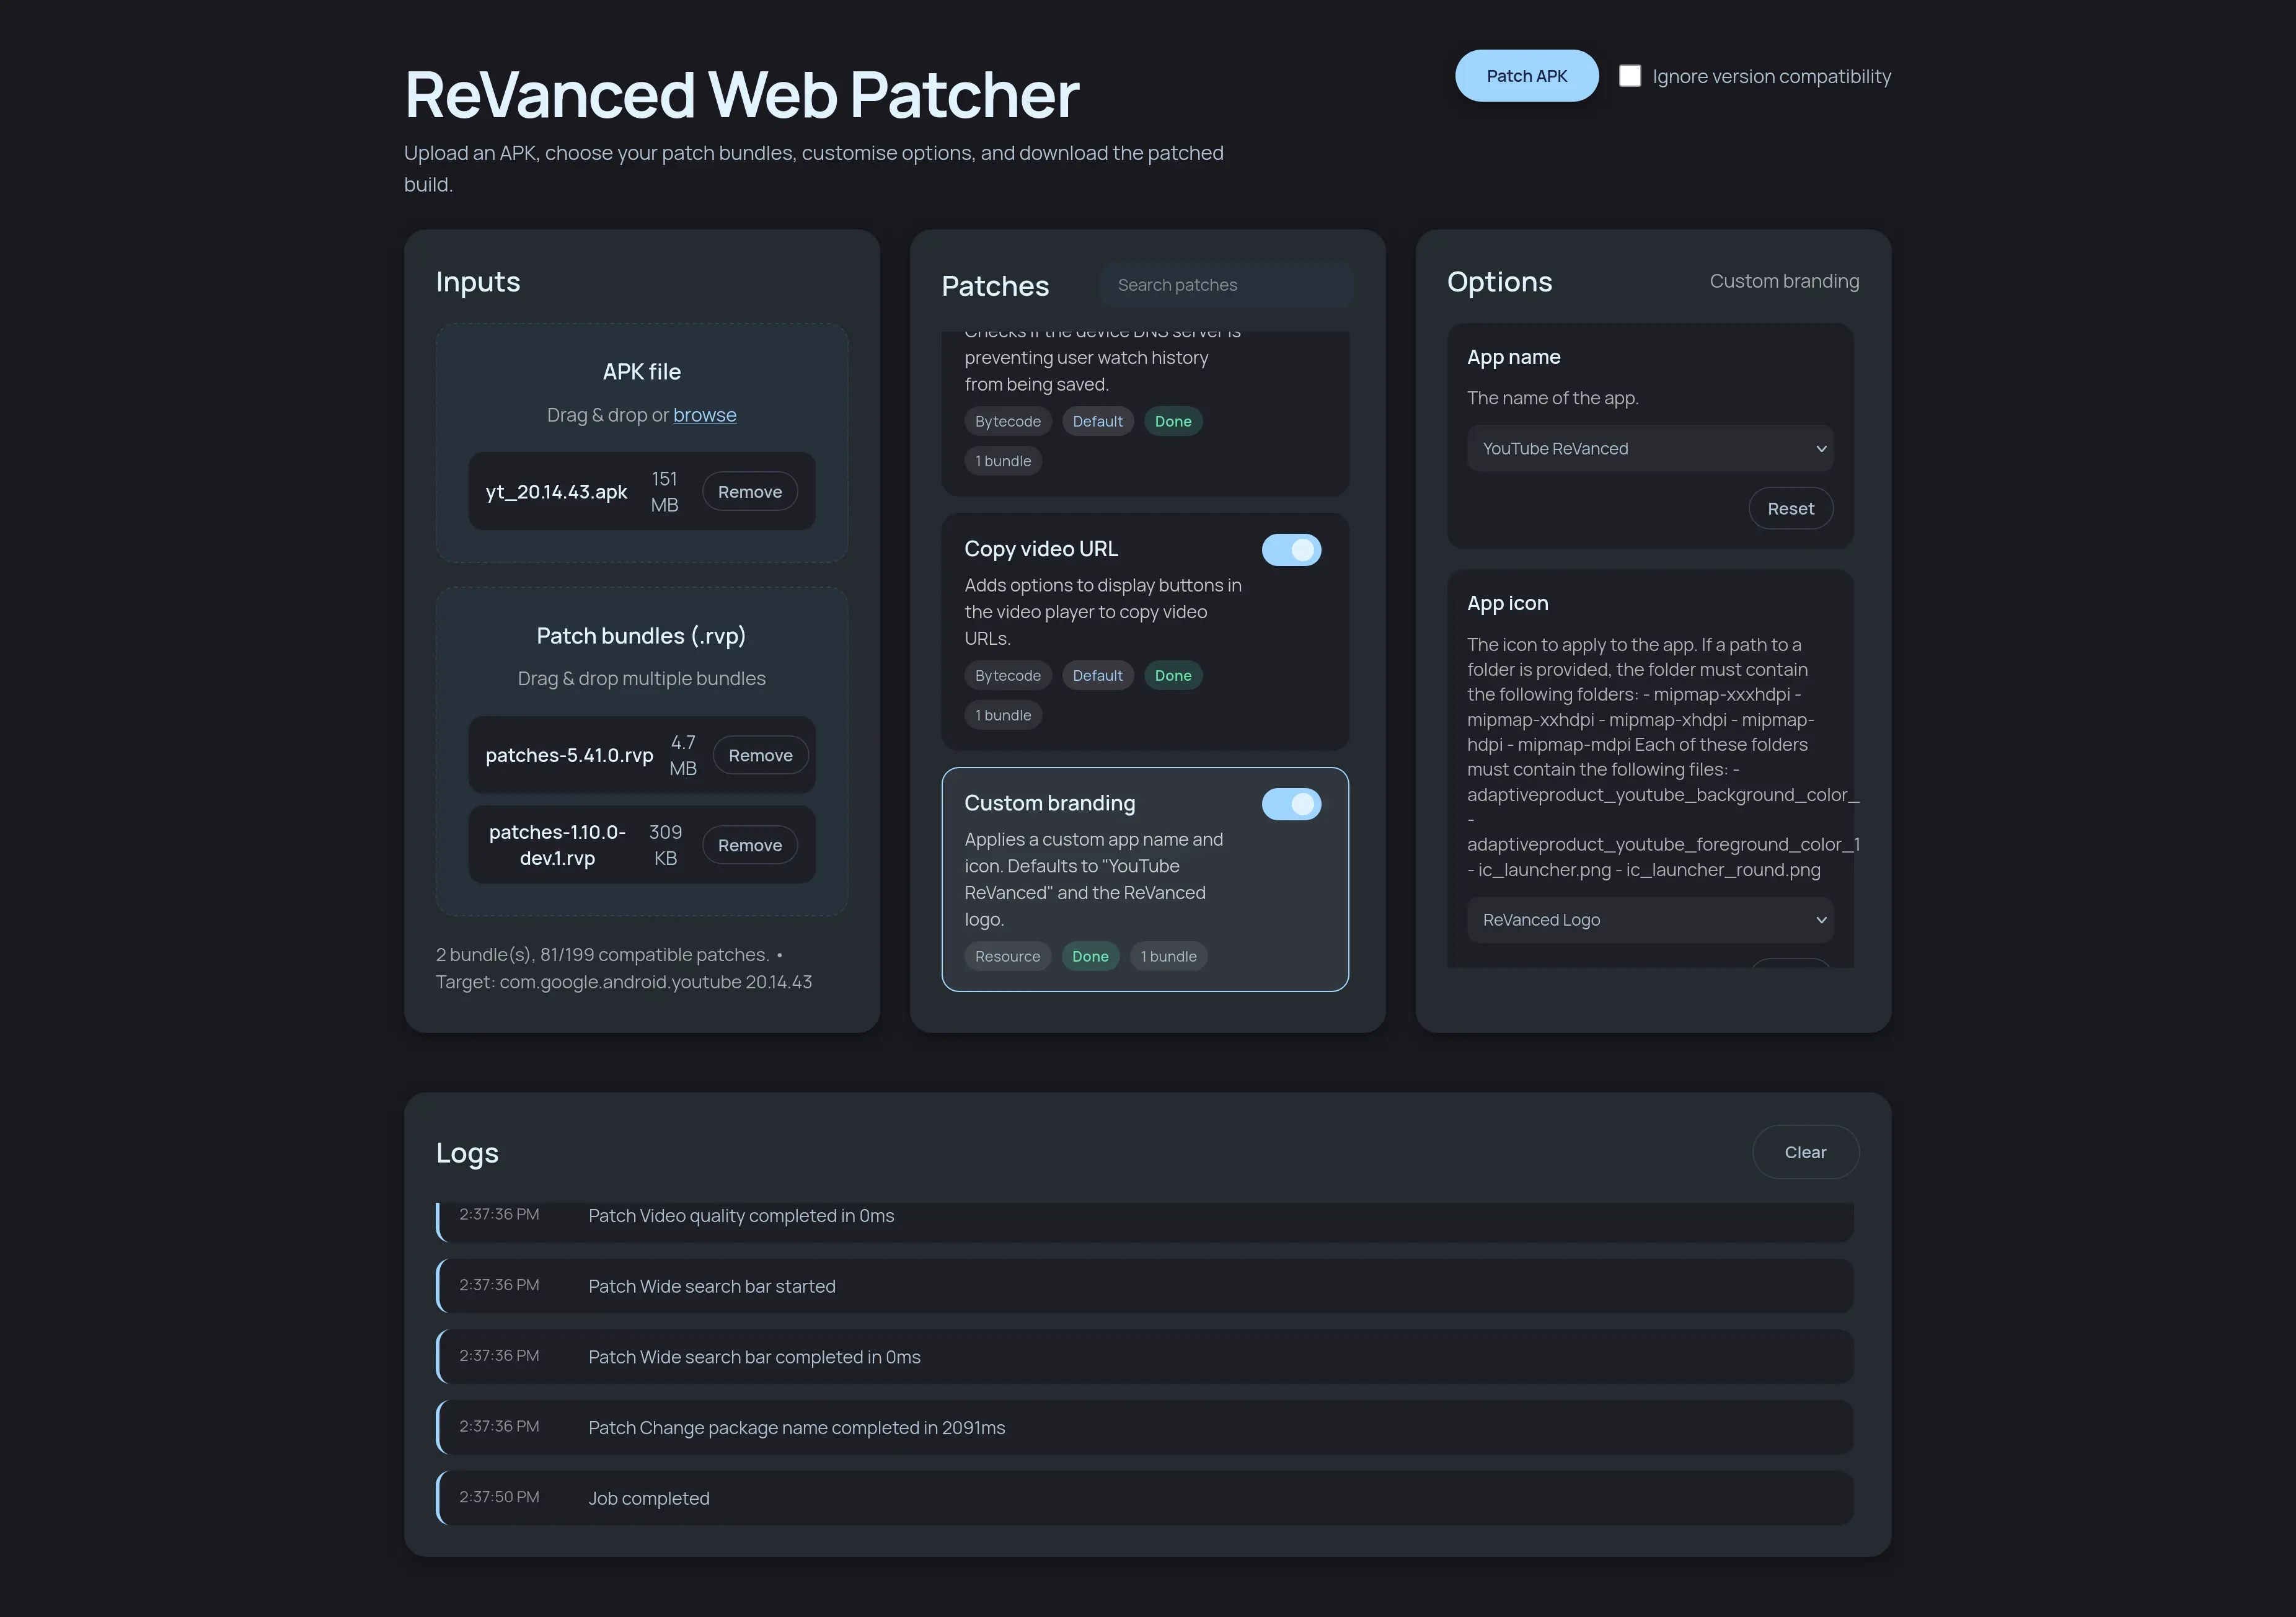 ReVanced Web Patcher
Upload an APK, choose your patch bundles, customise options, and download the patched
build.
Patch APK
Ignore version compatibility
Inputs
APK file
Drag & drop or browse
yt_20.14.43.apk
151
MB
Remove
Patch bundles (.rvp)
Drag & drop multiple bundles
patches-5.41.0.rvp
4.7
MB
Remove
patches-1.10.0-
dev.1.rvp
309
KB
Remove
2 bundle(s), 81/199 compatible patches. •
Target: com.google.android.youtube 20.14.43
Patches
Search patches
Checks if the device DNS server is
preventing user watch history
from being saved.
Bytecode
Default
Done
1 bundle
Copy video URL
Adds options to display buttons in
the video player to copy video
URLs.
Bytecode
Default
Done
1 bundle
Custom branding
Applies a custom app name and
icon. Defaults to "YouTube
ReVanced" and the ReVanced
logo.
Resource
Done
1 bundle
Options
Custom branding
App name
The name of the app.
YouTube ReVanced
Reset
App icon
The icon to apply to the app. If a path to a
folder is provided, the folder must contain
the following folders: - mipmap-xxxhdpi -
mipmap-xxhdpi - mipmap-xhdpi - mipmap-
hdpi - mipmap-mdpi Each of these folders
must contain the following files: -
adaptiveproduct_youtube_background_color_
-
adaptiveproduct_youtube_foreground_color_1
- ic_launcher.png - ic_launcher_round.png
ReVanced Logo
Logs
Clear
2:37:36 PM
Patch Video quality completed in 0ms
2:37:36 PM
Patch Wide search bar started
2:37:36 PM
Patch Wide search bar completed in 0ms
2:37:36 PM
Patch Change package name completed in 2091ms
2:37:50 PM
Job completed